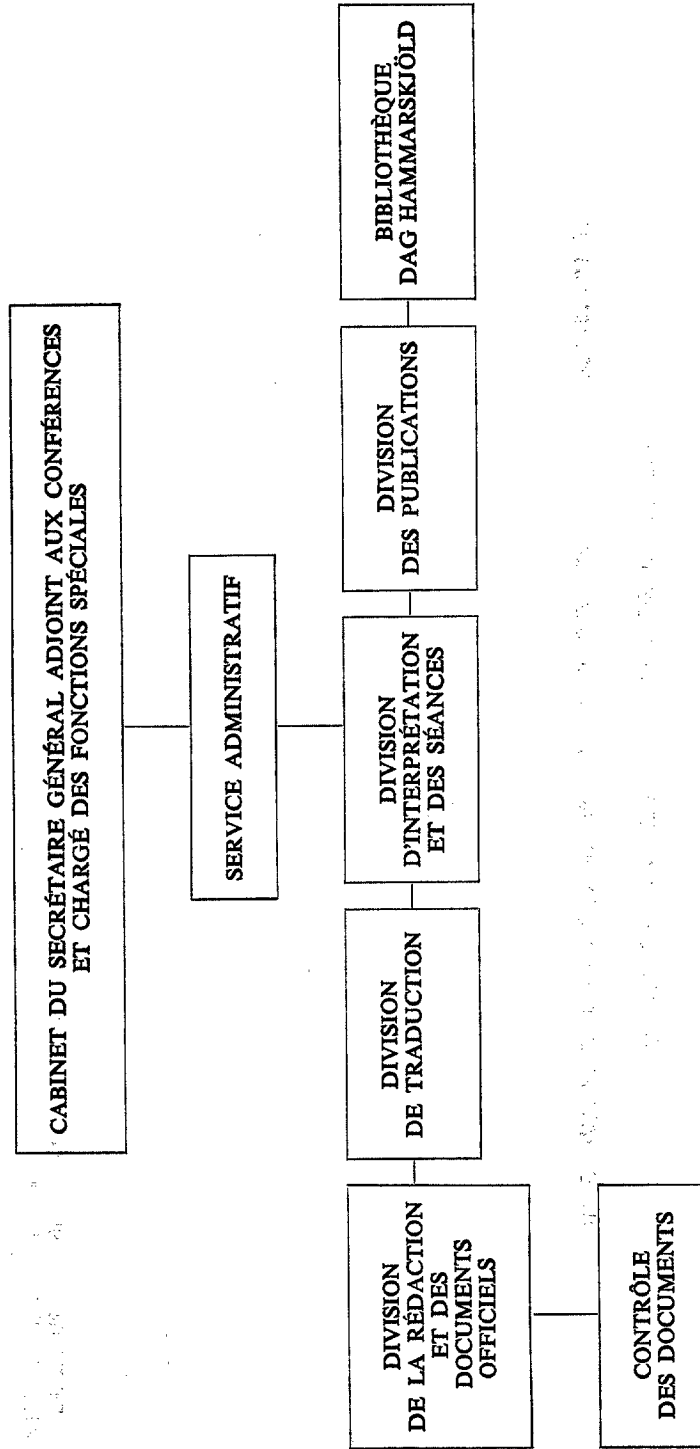 CABINET DU SECRÉTAIRE GÉNÉRAL ADJOINT AUX CONFÉRENCES
ET CHARGÉ DES FONCTIONS SPÉCIALES
SERVICE ADMINISTRATIF
DIVISION
DE LA RÉDACTION
ET DES
DOCUMENTS
OFFICIELS
DIVISION
DE TRADUCTION
DIVISION
D'INTERPRÉTATION
ET DES SÉANCES
DIVISION
DES PUBLICATIONS
BIBLIOTHÈQUE
DAG HAMMARSKJÖLD
CONTRÔLE
DES DOCUMENTS